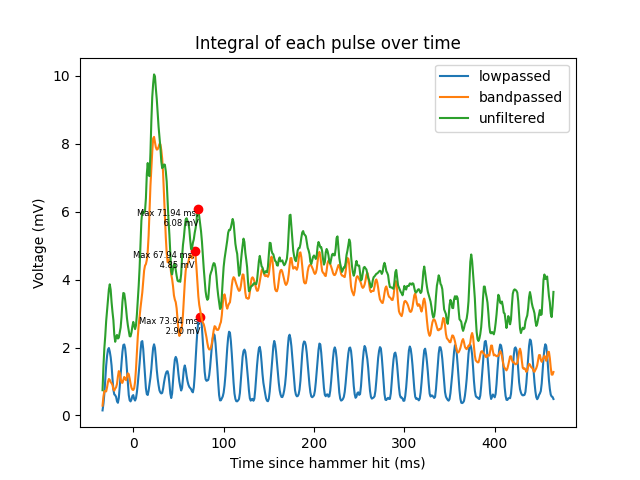 Integral of each pulse over time
lowpassed
bandpassed
unfiltered
10
8
6
4
2
0
Voltage (mV)
Max 71.94 ms,
6.08 mV
Max 67.94 ms,
4.85 mV
Max 73.94 ms,
2.90 mV
0 100 200 300 400
Time since hammer hit (ms)